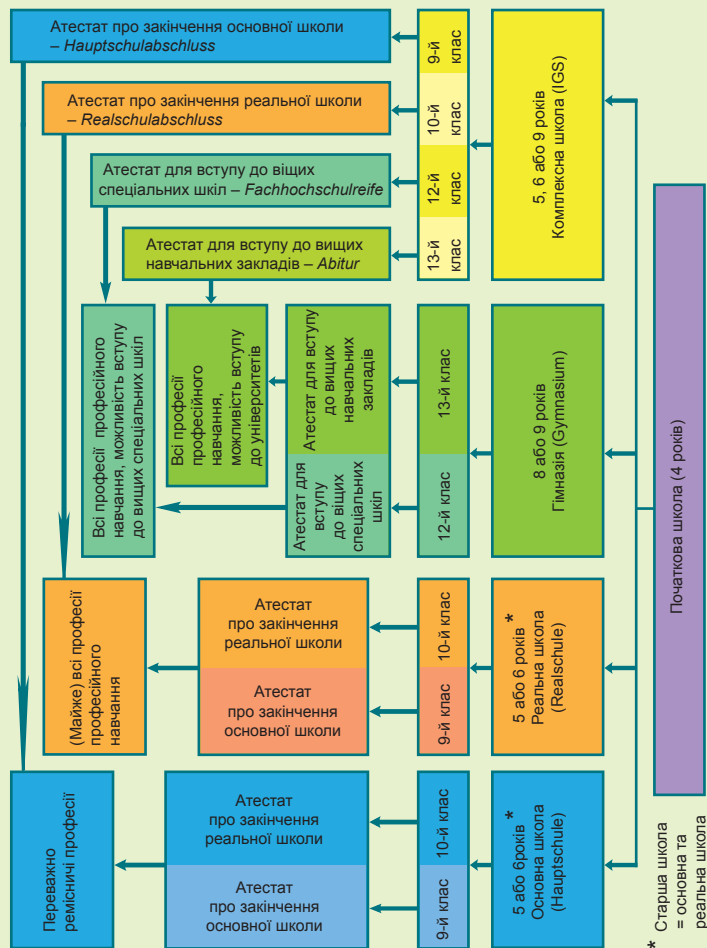 Атестат про закінчення основної школи
– Hauptschulabschluss
Атестат про закінчення реальної школи
– Realschulabschluss
Атестат для вступу до віщих
спеціальних шкіл – Fachhochschulreife
Атестат для вступу до вищих
навчальних закладів – Abitur
9-й клас
10-й клас
12-й клас
13-й клас
5, 6 або 9 років
Комплексна школа (IGS)
Всі професії професійного
навчання, можливість вступу
до вищих спеціальних шкіл
Всі професії
професійного
навчання,
можливість вступу
до університетів
Атестат для
вступу
до віщих
спеціальних
шкіл
Атестат для вступу
до вищих
навчальних
закладів
12-й клас
13-й клас
8 або 9 років
Гімназія (Gymnasium)
(Майже) всі професії
професійного
навчання
Атестат
про закінчення
реальної школи
Атестат
про закінчення
основної школи
10-й клас
9-й клас
5 або 6 років *
Реальна школа
(Realschule)
Переважно
ремісничі професії
Атестат
про закінчення
реальної школи
Атестат
про закінчення
основної школи
10-й клас
9-й клас
5 або 6років *
Основна школа
(Hauptschule)
Початкова школа (4 років)
* Старша школа
= основна та
реальна школа